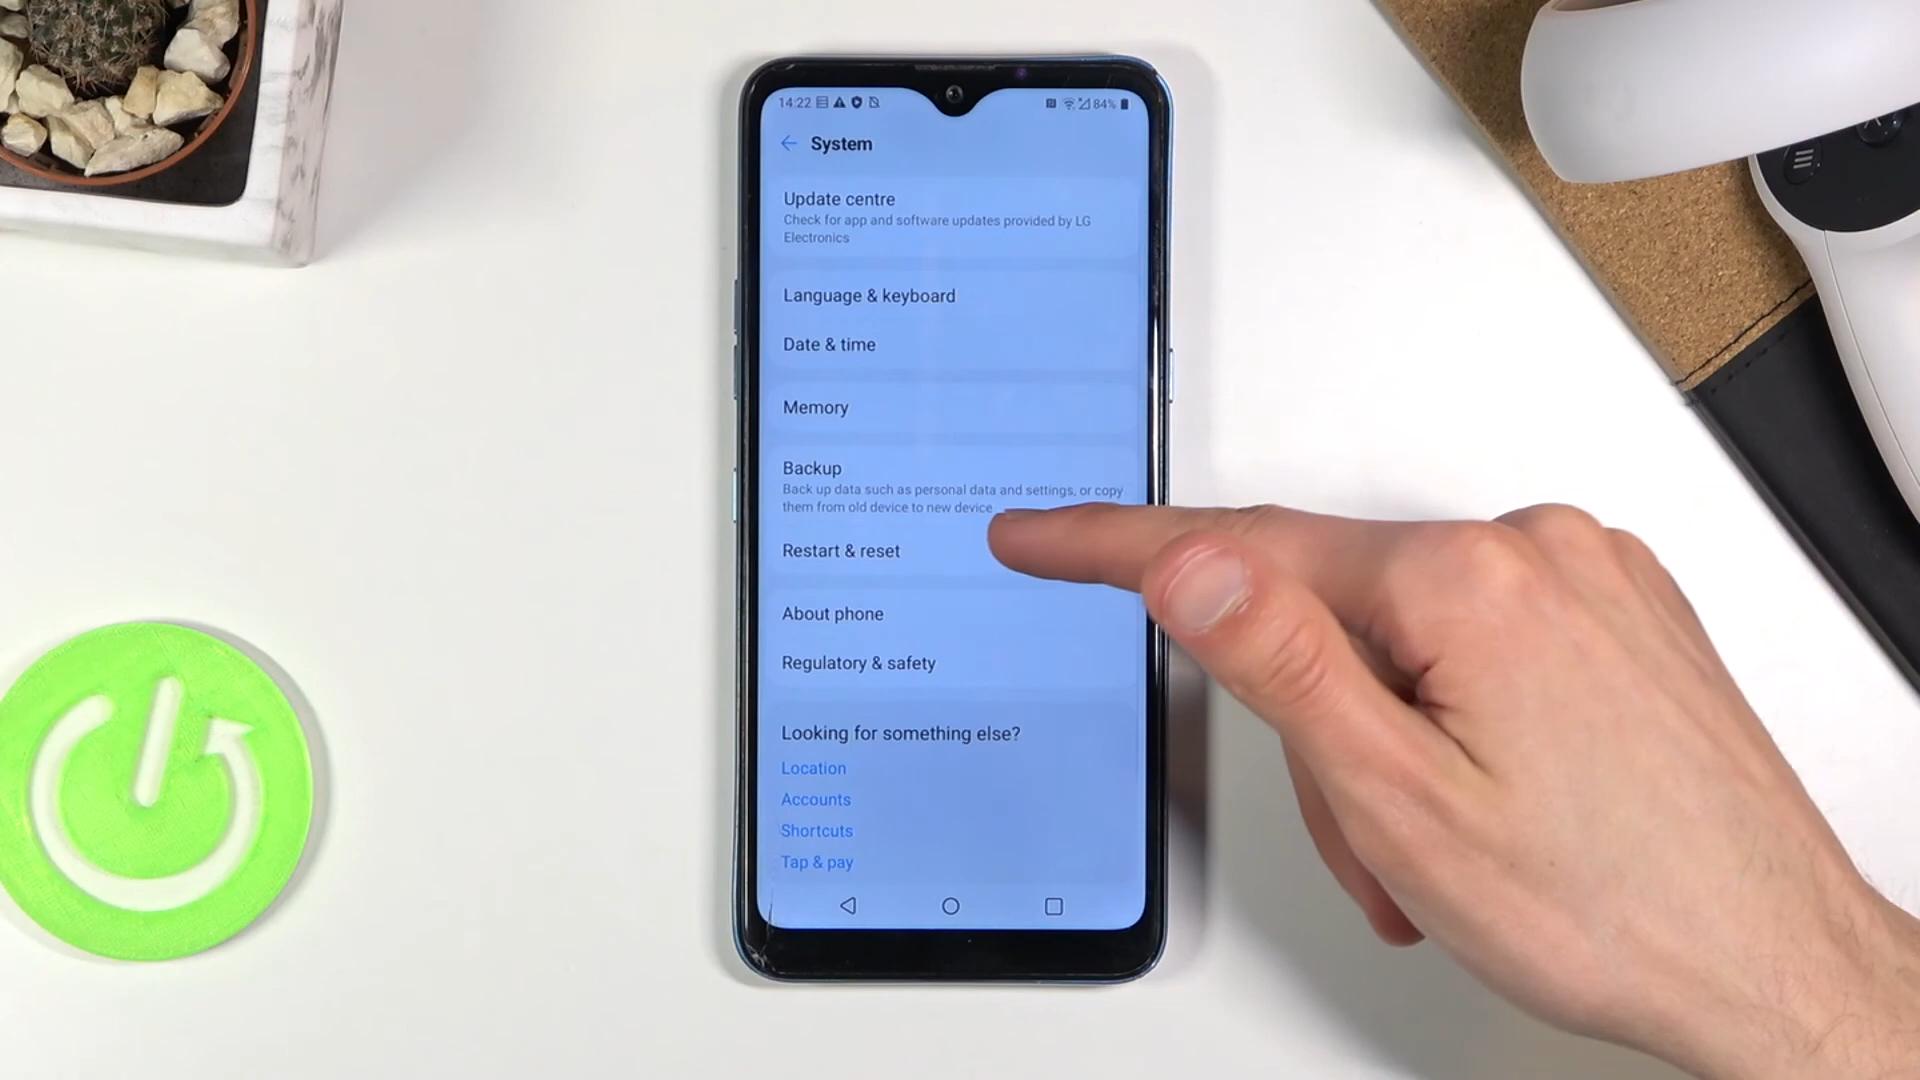 14:22
84%
System
Update centre
Check for app and software updates provided by LG
Electronics
Language & keyboard
Date & time
Memory
Backup
Back up data such as personal data and settings, or copy
them from old device to new device
Restart & reset
About phone
Regulatory & safety
Looking for something else?
Location
Accounts
Shortcuts
Tap & pay